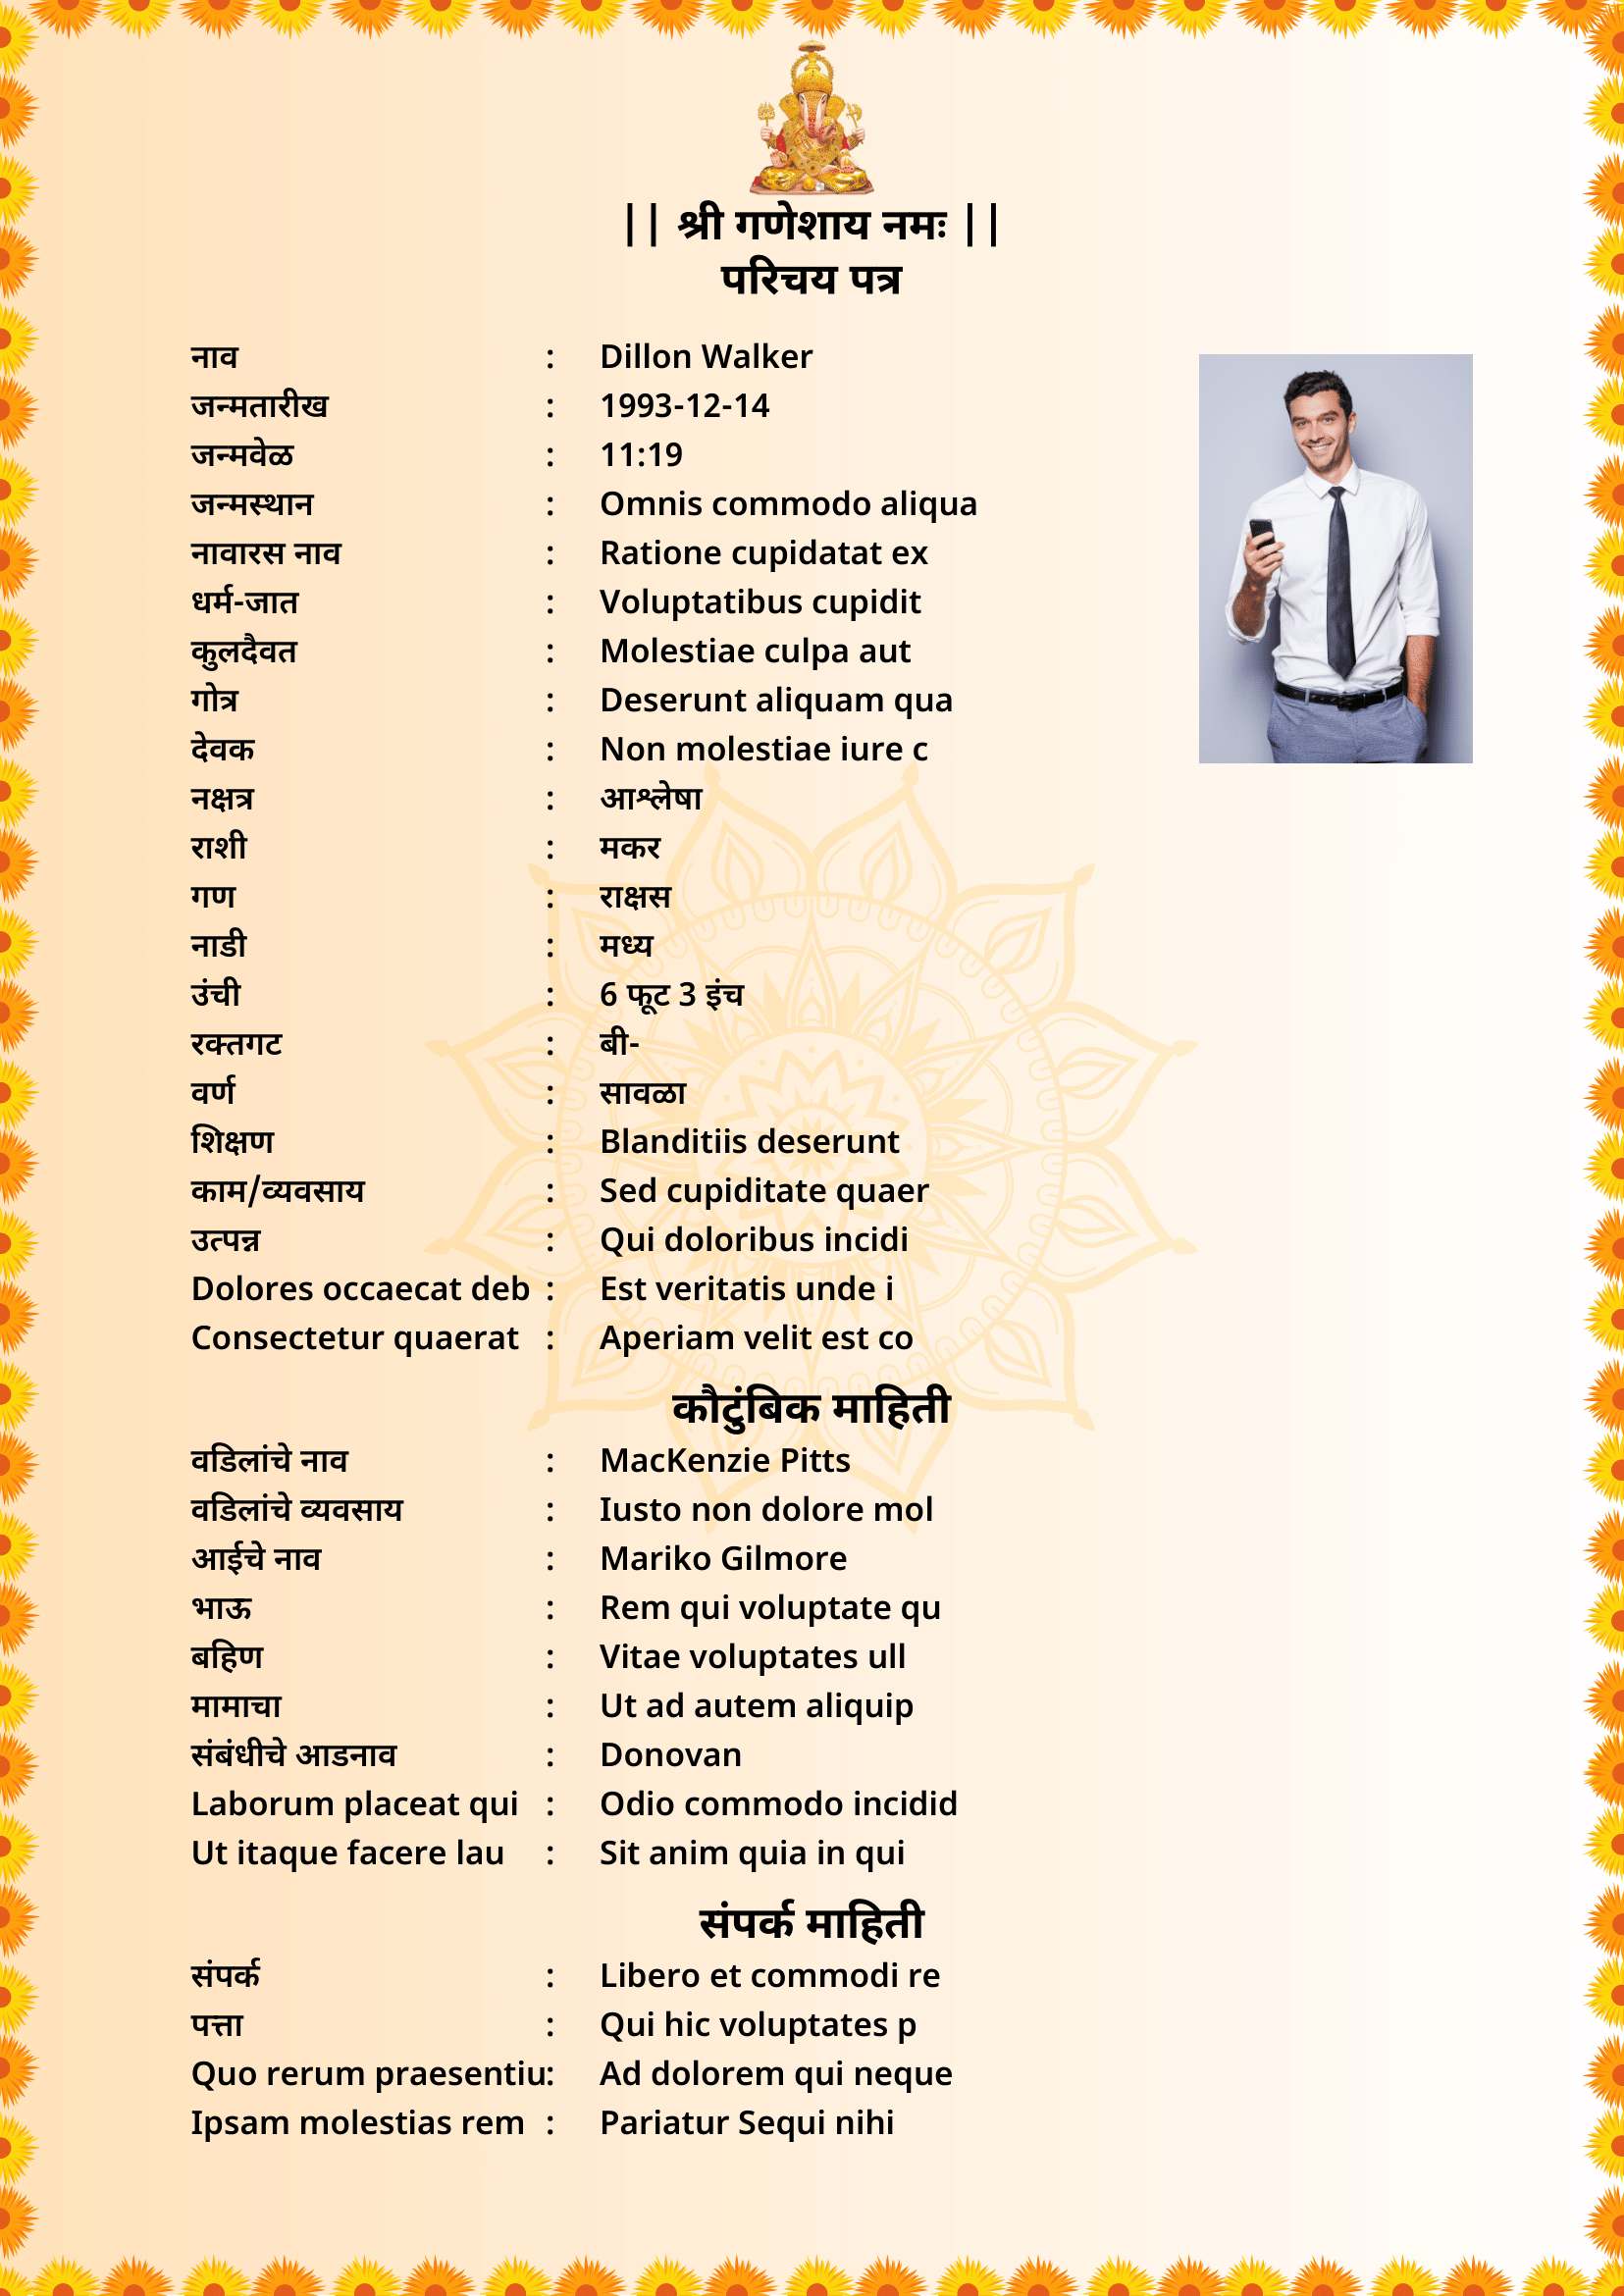 || श्री गणेशाय नमः ||
परिचय पत्र
नाव : Dillon Walker
जन्मतारीख : 1993-12-14
जन्मवेळ : 11:19
जन्मस्थान : Omnis commodo aliqua
नावारस नाव : Ratione cupidatat ex
धर्म-जात : Voluptatibus cupidit
कुलदैवत : Molestiae culpa aut
गोत्र : Deserunt aliquam qua
देवक : Non molestiae iure c
नक्षत्र : आश्लेषा
राशी : मकर
गण : राक्षस
नाडी : मध्य
उंची : 6 फूट 3 इंच
रक्तगट : बी-
वर्ण : सावळा
शिक्षण : Blanditiis deserunt
काम/व्यवसाय : Sed cupiditate quaer
उत्पन्न : Qui doloribus incidi
Dolores occaecat deb : Est veritatis unde i
Consectetur quaerat : Aperiam velit est co
कौटुंबिक माहिती
वडिलांचे नाव : MacKenzie Pitts
वडिलांचे व्यवसाय : Iusto non dolore mol
आईचे नाव : Mariko Gilmore
भाऊ : Rem qui voluptate qu
बहिण : Vitae voluptates ull
मामाचा : Ut ad autem aliquip
संबंधीचे आडनाव : Donovan
Laborum placeat qui : Odio commodo incidid
Ut itaque facere lau : Sit anim quia in qui
संपर्क माहिती
संपर्क : Libero et commodi re
पत्ता : Qui hic voluptates p
Quo rerum praesentiu: Ad dolorem qui neque
Ipsam molestias rem : Pariatur Sequi nihi